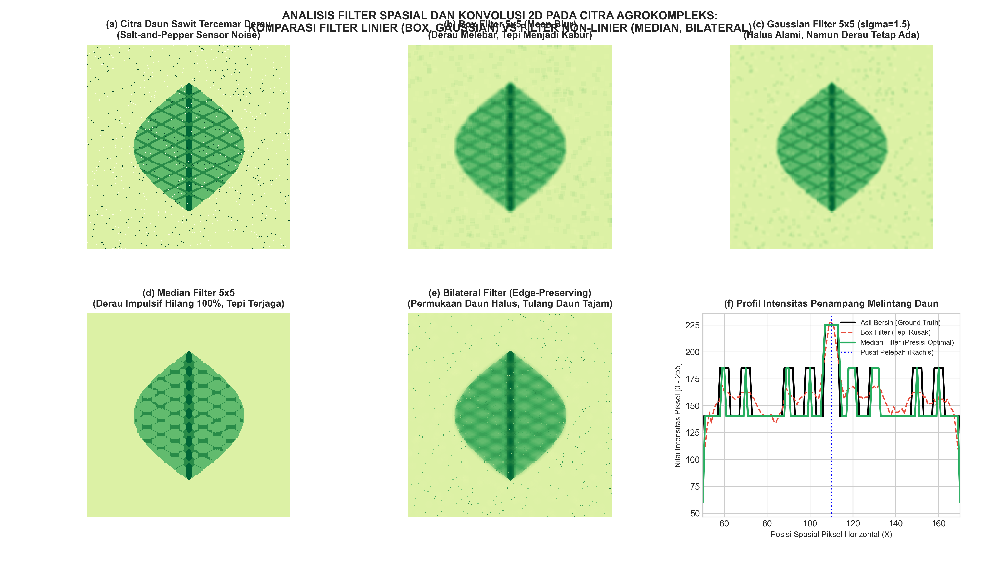 ANALISIS FILTER SPASIAL DAN KONVOLUSI 2D PADA CITRA AGROKOMPLEKS:
KOMPARASI FILTER LINIER (BOX, GAUSSIAN) VS FILTER NON-LINIER (MEDIAN, BILATERAL)
(a) Citra Daun Sawit Tercemar Derau
(Salt-and-Pepper Sensor Noise)
(b) Box Filter 5x5 (Mean Blur)
(Derau Melebar, Tepi Menjadi Kabur)
(c) Gaussian Filter 5x5 (sigma=1.5)
(Halus Alami, Namun Derau Tetap Ada)
(d) Median Filter 5x5
(Derau Impulsif Hilang 100%, Tepi Terjaga)
(e) Bilateral Filter (Edge-Preserving)
(Permukaan Daun Halus, Tulang Daun Tajam)
(f) Profil Intensitas Penampang Melintang Daun
Asli Bersih (Ground Truth)
Box Filter (Tepi Rusak)
Median Filter (Presisi Optimal)
Pusat Pelepah (Rachis)
Nilai Intensitas Piksel [0 - 255]
225
200
175
150
125
100
75
50
60 80 100 120 140 160
Posisi Spasial Piksel Horizontal (X)